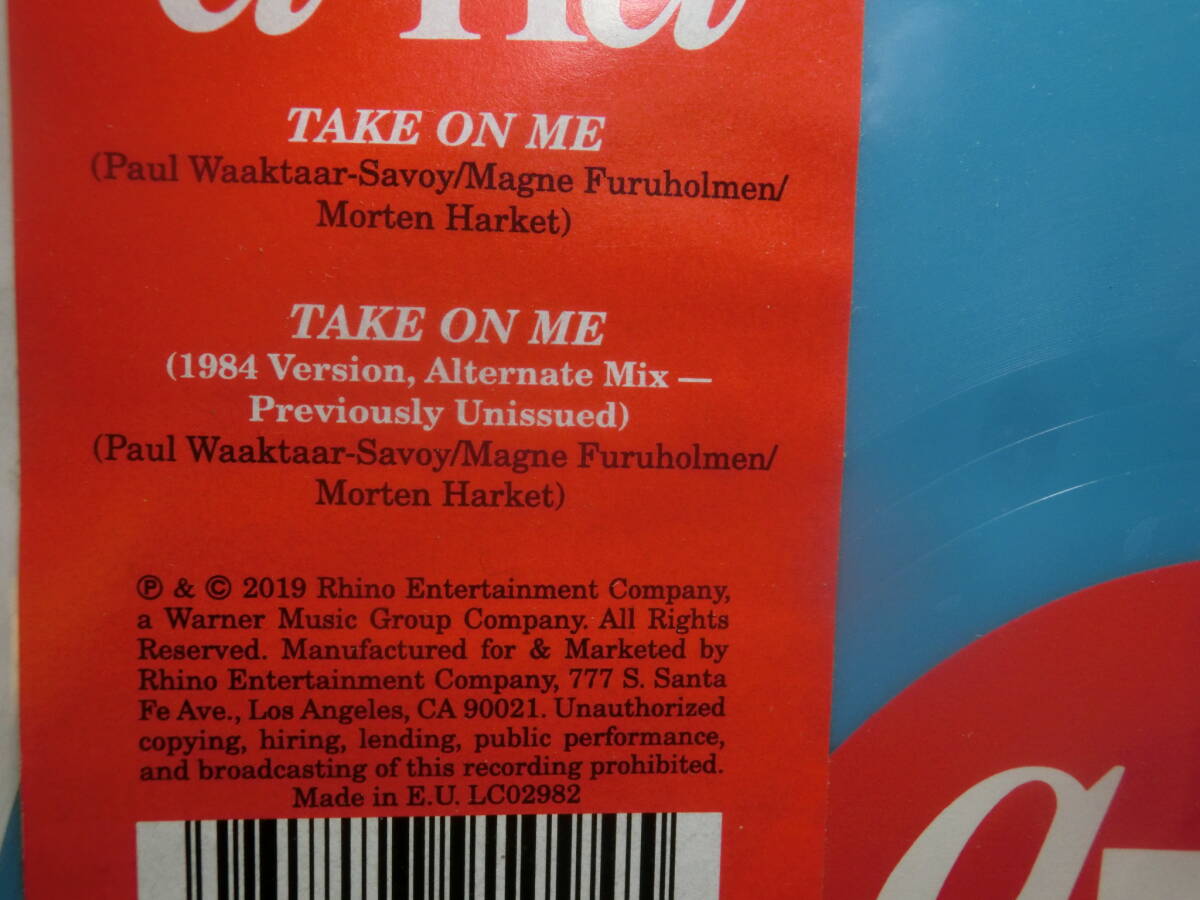 a-ha
TAKE ON ME
(Paul Waaktaar-Savoy/Magne Furuholmen/
Morten Harket)
TAKE ON ME
(1984 Version, Alternate Mix —
Previously Unissued)
(Paul Waaktaar-Savoy/Magne Furuholmen/
Morten Harket)
℗ & © 2019 Rhino Entertainment Company,
a Warner Music Group Company. All Rights
Reserved. Manufactured for & Marketed by
Rhino Entertainment Company, 777 S. Santa
Fe Ave., Los Angeles, CA 90021. Unauthorized
copying, hiring, lending, public performance,
and broadcasting of this recording prohibited.
Made in E.U. LC02982
a-